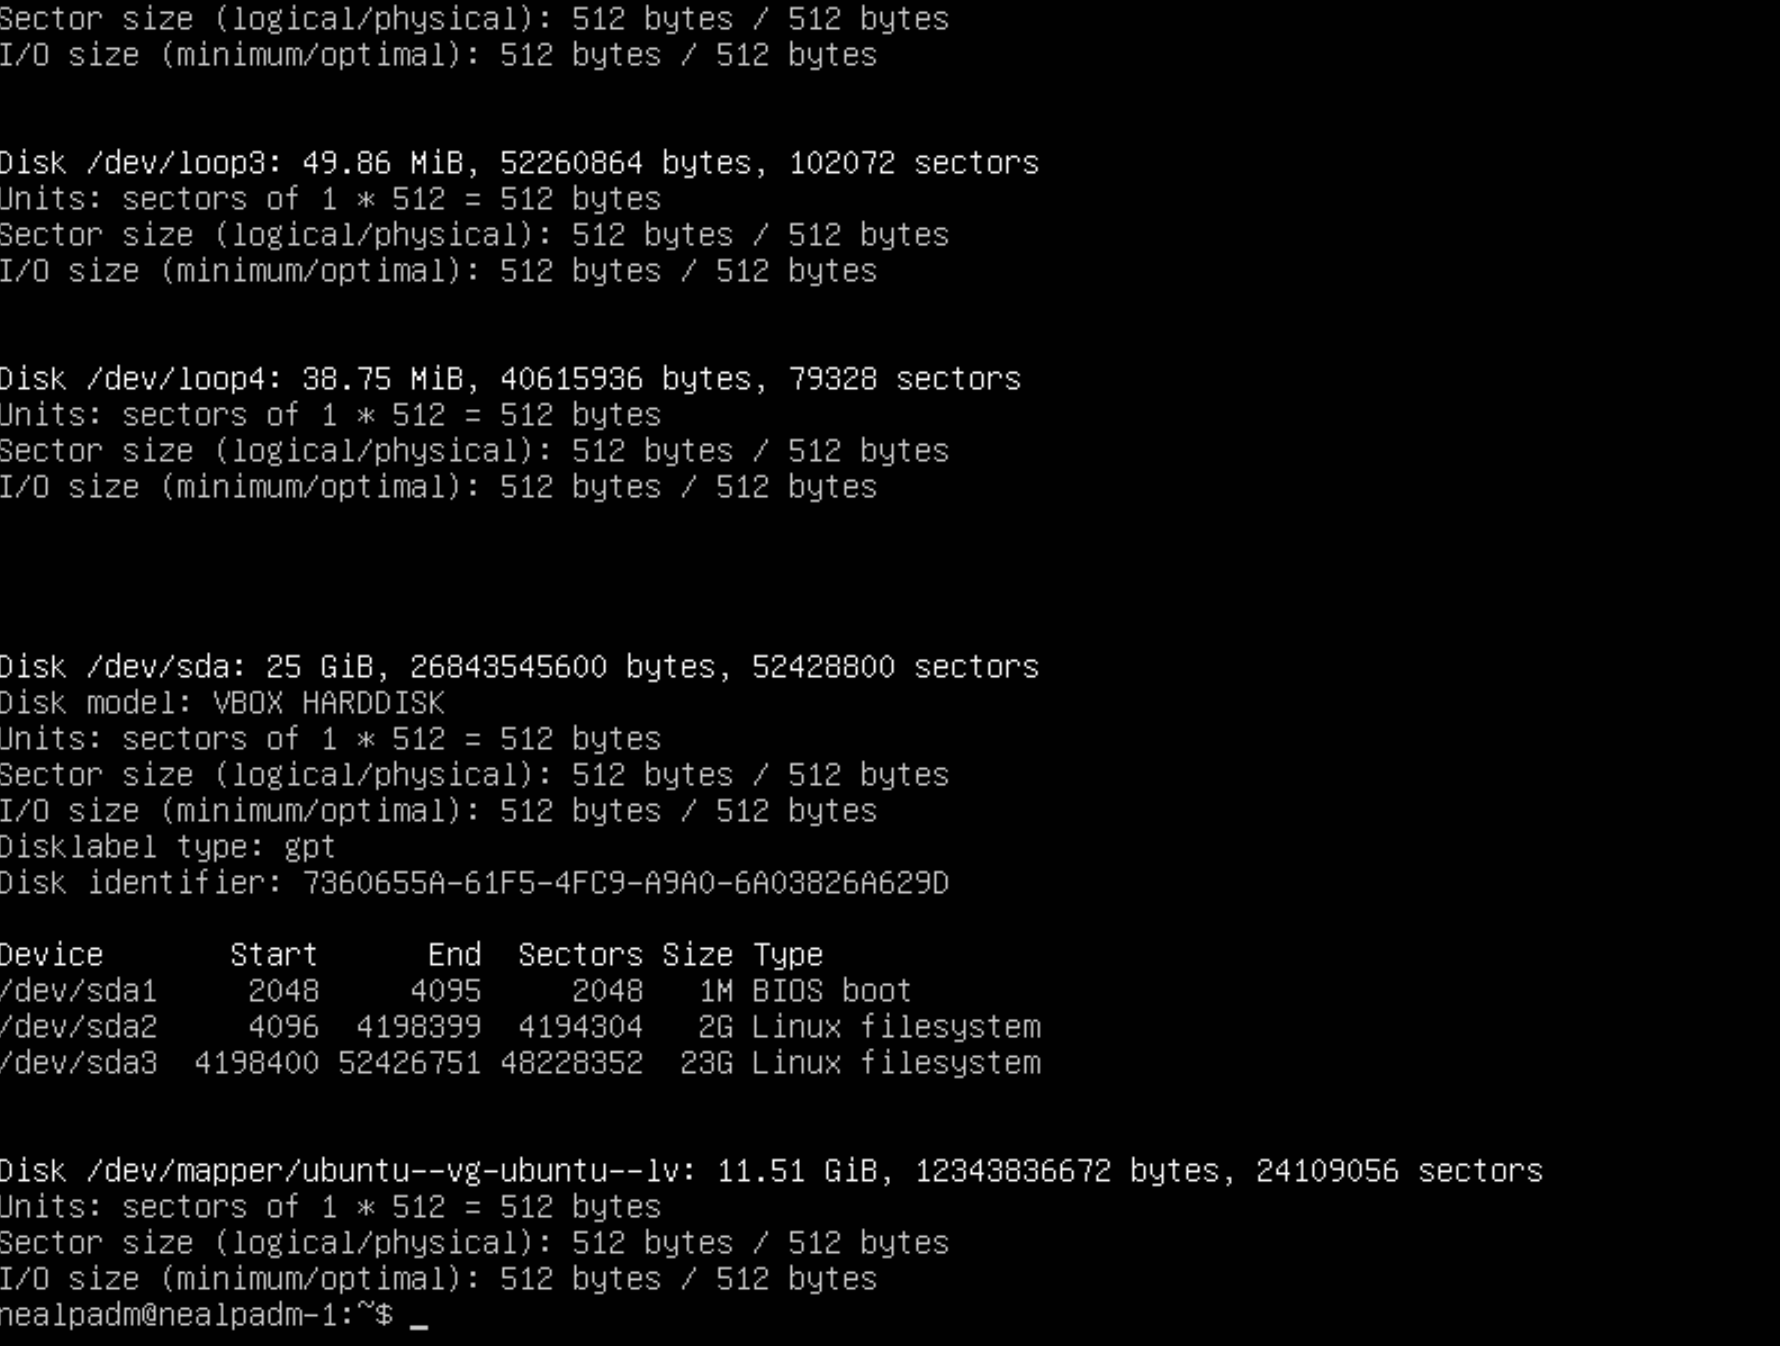 Sector size (logical/physical): 512 bytes / 512 bytes
I/O size (minimum/optimal): 512 bytes / 512 bytes
Disk /dev/loop3: 49.86 MiB, 52260864 bytes, 102072 sectors
Units: sectors of 1 * 512 = 512 bytes
Sector size (logical/physical): 512 bytes / 512 bytes
I/O size (minimum/optimal): 512 bytes / 512 bytes
Disk /dev/loop4: 38.75 MiB, 40615936 bytes, 79328 sectors
Units: sectors of 1 * 512 = 512 bytes
Sector size (logical/physical): 512 bytes / 512 bytes
I/O size (minimum/optimal): 512 bytes / 512 bytes
Disk /dev/sda: 25 GiB, 26843545600 bytes, 52428800 sectors
Disk model: VBOX HARDDISK
Units: sectors of 1 * 512 = 512 bytes
Sector size (logical/physical): 512 bytes / 512 bytes
I/O size (minimum/optimal): 512 bytes / 512 bytes
Disklabel type: gpt
Disk identifier: 7360655A-61F5-4FC9-A9A0-6A03826A629D
Device Start End Sectors Size Type
/dev/sda1 2048 4095 2048 1M BIOS boot
/dev/sda2 4096 4198399 4194304 2G Linux filesystem
/dev/sda3 4198400 52426751 48228352 23G Linux filesystem
Disk /dev/mapper/ubuntu--vg-ubuntu--lv: 11.51 GiB, 12343836672 bytes, 24109056 sectors
Units: sectors of 1 * 512 = 512 bytes
Sector size (logical/physical): 512 bytes / 512 bytes
I/O size (minimum/optimal): 512 bytes / 512 bytes
nealpadm@nealpadm-1:~$ _